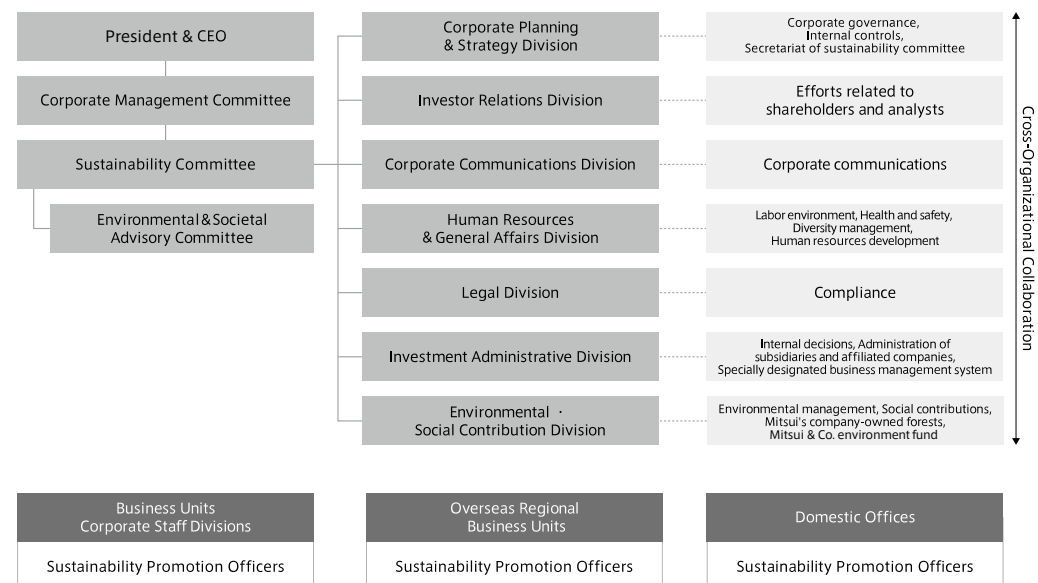 President & CEO
Corporate Management Committee
Sustainability Committee
Environmental & Societal
Advisory Committee
Corporate Planning
& Strategy Division
Investor Relations Division
Corporate Communications Division
Human Resources
& General Affairs Division
Legal Division
Investment Administrative Division
Environmental ·
Social Contribution Division
Corporate governance,
Internal controls,
Secretariat of sustainability committee
Efforts related to
shareholders and analysts
Corporate communications
Labor environment, Health and safety,
Diversity management,
Human resources development
Compliance
Internal decisions, Administration of
subsidiaries and affiliated companies,
Specially designated business management system
Environmental management, Social contributions,
Mitsui's company-owned forests,
Mitsui & Co. environment fund
Cross-Organizational Collaboration
Business Units
Corporate Staff Divisions
Sustainability Promotion Officers
Overseas Regional
Business Units
Sustainability Promotion Officers
Domestic Offices
Sustainability Promotion Officers